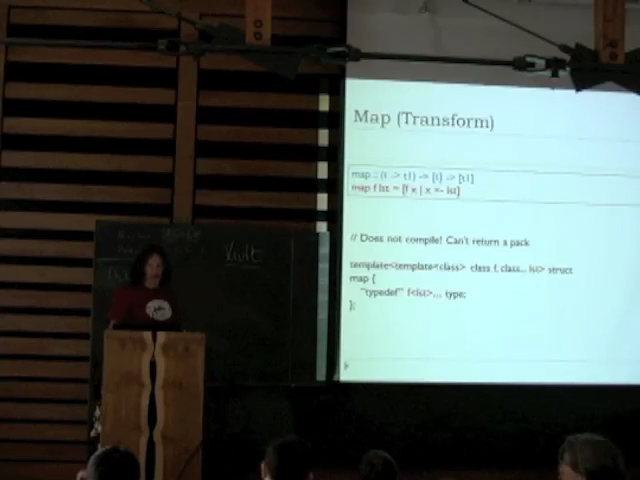 Map (Transform)
map :: (t -> t1) -> [t] -> [t1]
map f lst = [f x | x <- lst]
// Does not compile! Can't return a pack
template<template<class> class f, class... lst> struct
map {
"typedef" f<lst>... type;
};
Vault